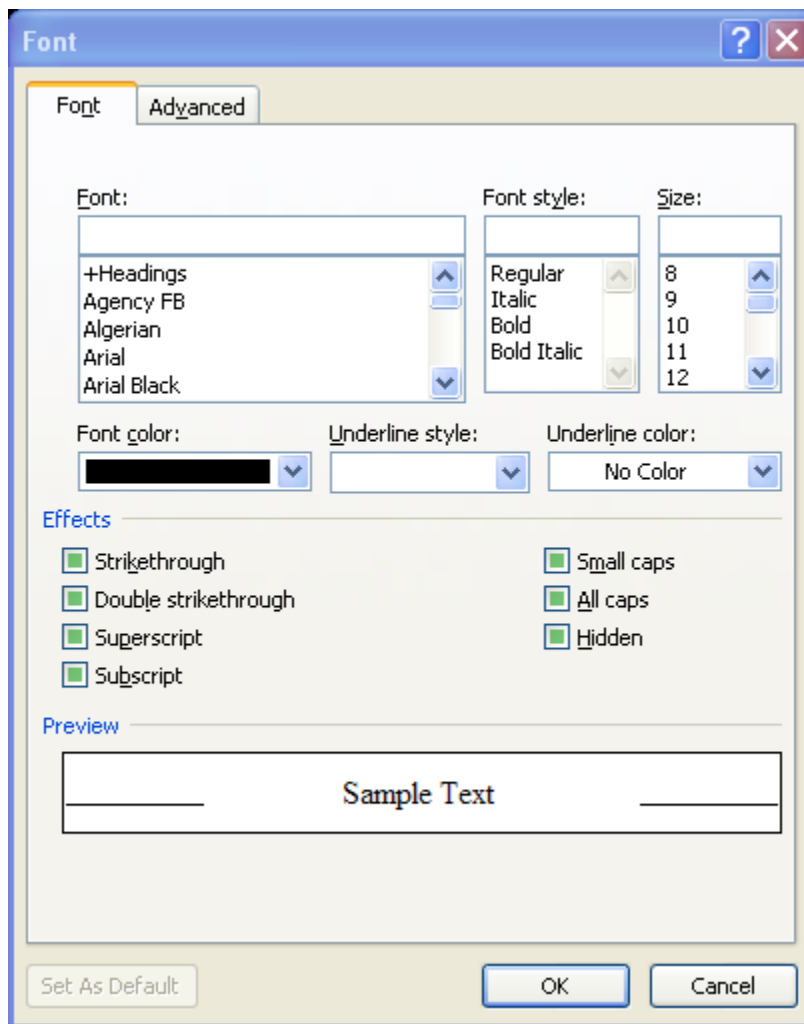 Font
Font Advanced
Font: Font style: Size:
+Headings Regular 8
Agency FB Italic 9
Algerian Bold 10
Arial Bold Italic 11
Arial Black 12
Font color: Underline style: Underline color:
No Color
Effects
Strikethrough Small caps
Double strikethrough All caps
Superscript Hidden
Subscript
Preview
Sample Text
Set As Default OK Cancel